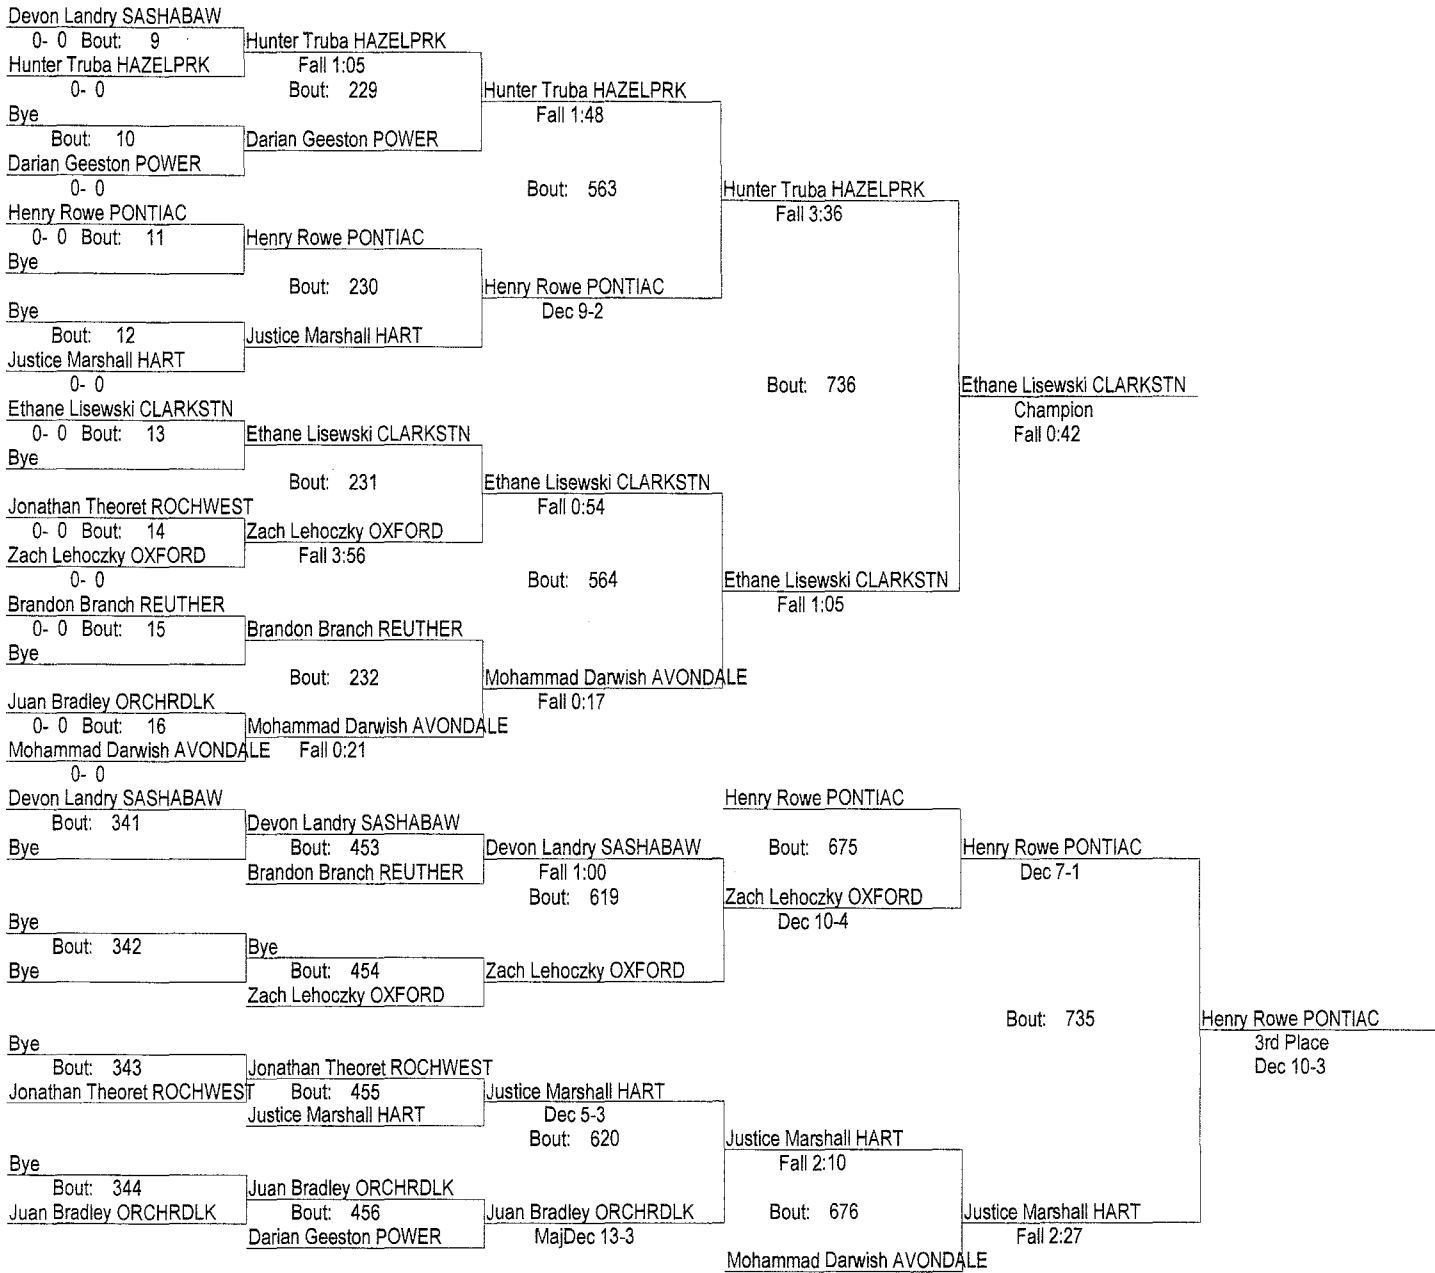 Devon Landry SASHABAW
0- 0 Bout: 9
Hunter Truba HAZELPRK
Hunter Truba HAZELPRK
Fall 1:05
0- 0
Bout: 229
Hunter Truba HAZELPRK
Fall 1:48
Bye
Bout: 10
Darian Geeston POWER
Darian Geeston POWER
0- 0
Bout: 563
Hunter Truba HAZELPRK
Fall 3:36
Henry Rowe PONTIAC
0- 0 Bout: 11
Henry Rowe PONTIAC
Bye
Bout: 230
Henry Rowe PONTIAC
Dec 9-2
Bye
Bout: 12
Justice Marshall HART
Justice Marshall HART
0- 0
Bout: 736
Ethane Lisewski CLARKSTN
Champion
Fall 0:42
Ethane Lisewski CLARKSTN
0- 0 Bout: 13
Ethane Lisewski CLARKSTN
Bye
Bout: 231
Ethane Lisewski CLARKSTN
Fall 0:54
Jonathan Theoret ROCHWEST
0- 0 Bout: 14
Zach Lehoczky OXFORD
Zach Lehoczky OXFORD
Fall 3:56
0- 0
Bout: 564
Ethane Lisewski CLARKSTN
Fall 1:05
Brandon Branch REUTHER
0- 0 Bout: 15
Brandon Branch REUTHER
Bye
Bout: 232
Mohammad Darwish AVONDALE
Fall 0:17
Juan Bradley ORCHRDLK
0- 0 Bout: 16
Mohammad Darwish AVONDALE
Mohammad Darwish AVONDALE
Fall 0:21
0- 0
Devon Landry SASHABAW
Bout: 341
Bye
Devon Landry SASHABAW
Bout: 453
Brandon Branch REUTHER
Devon Landry SASHABAW
Fall 1:00
Bout: 619
Henry Rowe PONTIAC
Bout: 675
Zach Lehoczky OXFORD
Dec 10-4
Henry Rowe PONTIAC
Dec 7-1
Bye
Bout: 342
Bye
Bye
Bout: 454
Zach Lehoczky OXFORD
Zach Lehoczky OXFORD
Bout: 735
Henry Rowe PONTIAC
3rd Place
Dec 10-3
Bye
Bout: 343
Jonathan Theoret ROCHWEST
Jonathan Theoret ROCHWEST
Bout: 455
Justice Marshall HART
Justice Marshall HART
Dec 5-3
Bout: 620
Justice Marshall HART
Fall 2:10
Bye
Bout: 344
Juan Bradley ORCHRDLK
Juan Bradley ORCHRDLK
Bout: 456
Darian Geeston POWER
Juan Bradley ORCHRDLK
MajDec 13-3
Bout: 676
Mohammad Darwish AVONDALE
Justice Marshall HART
Fall 2:27